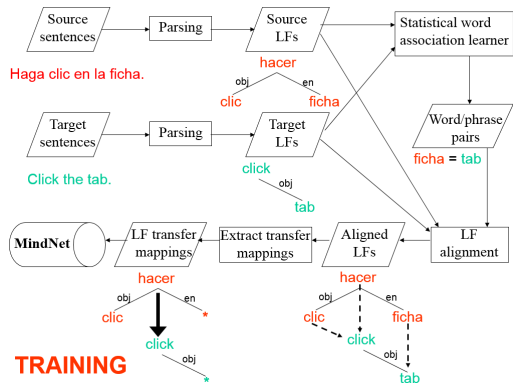 Source
sentences
Parsing
Source
LFs
Statistical word
association learner
Haga clic en la ficha.
hacer
obj
en
clic
ficha
Target
sentences
Parsing
Target
LFs
Word/phrase
pairs
ficha = tab
Click the tab.
click
obj
tab
MindNet
LF transfer
mappings
Extract transfer
mappings
Aligned
LFs
LF
alignment
hacer
obj
en
clic
*
click
obj
*
hacer
obj
en
clic
ficha
click
obj
tab
TRAINING